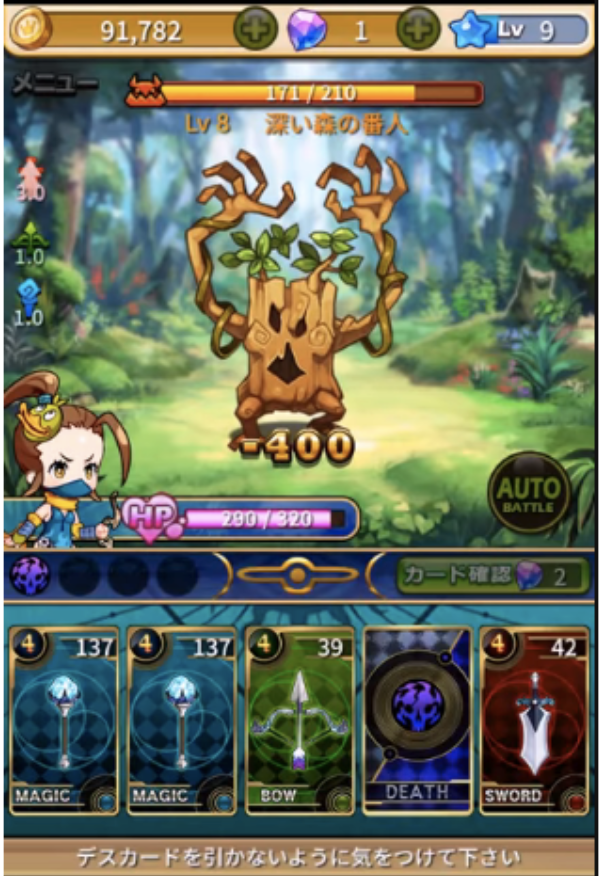 91,782
1
Lv 9
メニュー
171 / 210
Lv 8 深い森の番人
3.0
1.0
1.0
-400
AUTO
BATTLE
HP
290 / 320
カード確認 2
4 137
4 137
4 39
4 42
MAGIC
MAGIC
BOW
DEATH
SWORD
デスカードを引かないように気をつけて下さい